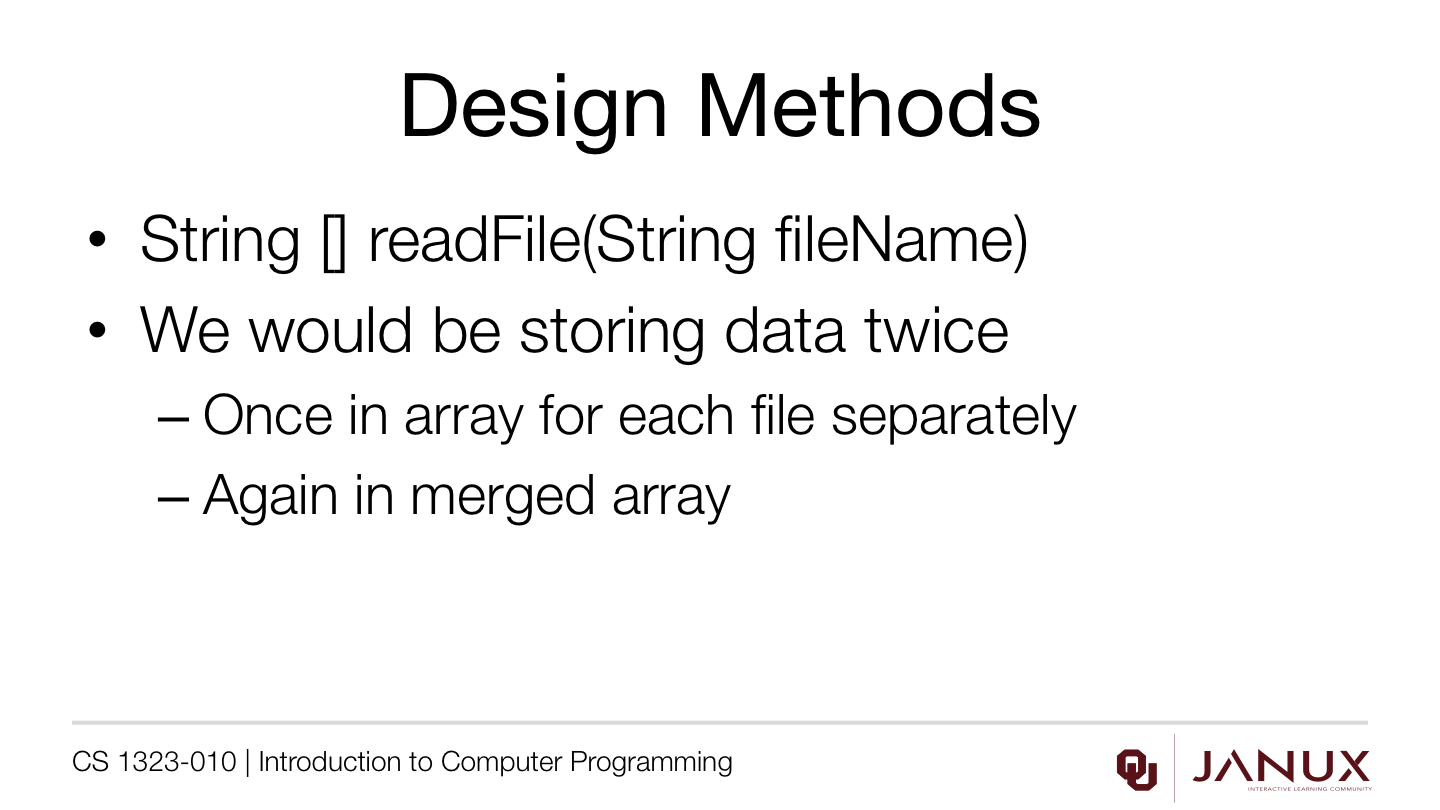 Design Methods
• String [] readFile(String fileName)
• We would be storing data twice
– Once in array for each file separately
– Again in merged array
CS 1323-010 | Introduction to Computer Programming
OU
JANUX
INTERACTIVE LEARNING COMMUNITY